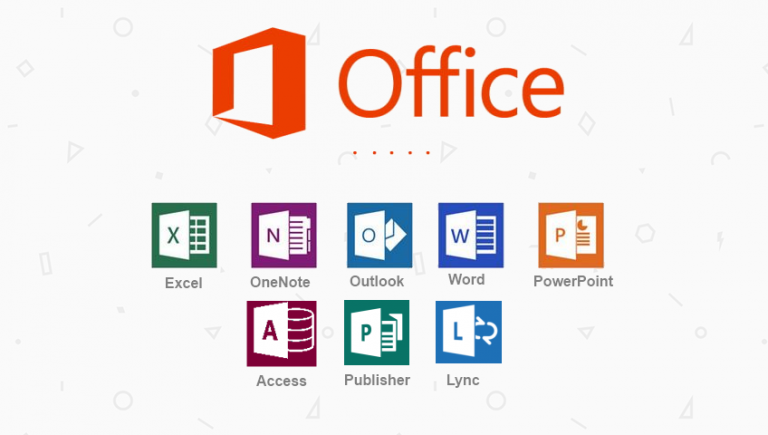 Office
X N O W P
Excel OneNote Outlook Word PowerPoint
A P L
Access Publisher Lync